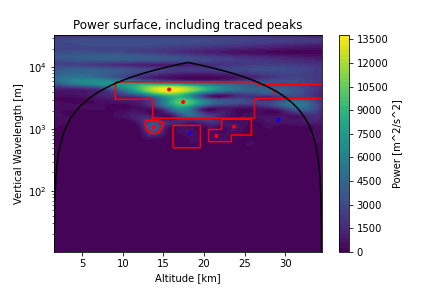 Power surface, including traced peaks
Vertical Wavelength [m]
10^4
10^3
10^2
5 10 15 20 25 30
Altitude [km]
13500
12000
10500
9000
7500
6000
4500
3000
1500
0
Power [m^2/s^2]